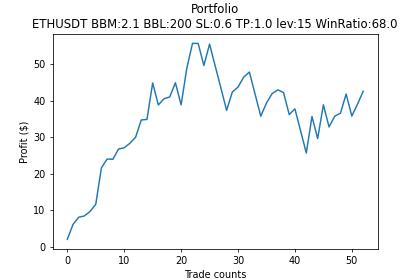 Portfolio
ETHUSDT BBM:2.1 BBL:200 SL:0.6 TP:1.0 lev:15 WinRatio:68.0
50
40
30
20
10
0
Profit ($)
0 10 20 30 40 50
Trade counts